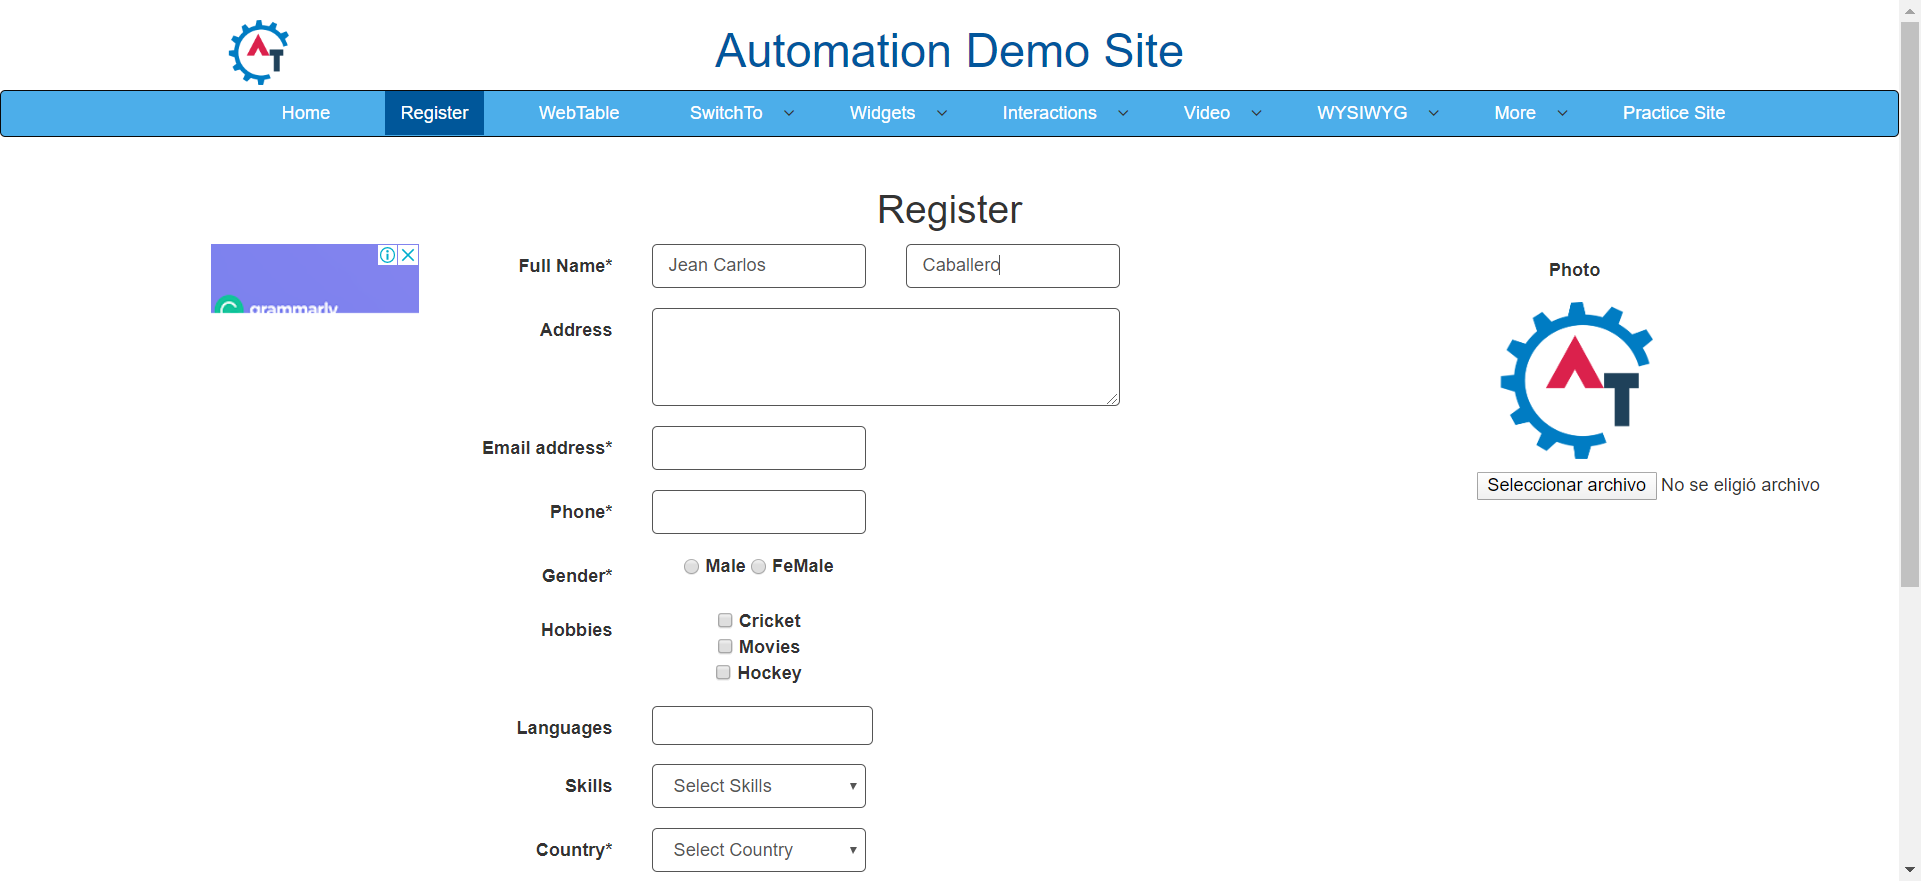 Automation Demo Site
Home Register WebTable SwitchTo Widgets Interactions Video WYSIWYG More Practice Site
Register
grammarly
Full Name* Jean Carlos Caballero
Photo
Address
AT
Email address*
Seleccionar archivo No se eligió archivo
Phone*
Gender* Male FeMale
Hobbies Cricket
Movies
Hockey
Languages
Skills Select Skills
Country* Select Country